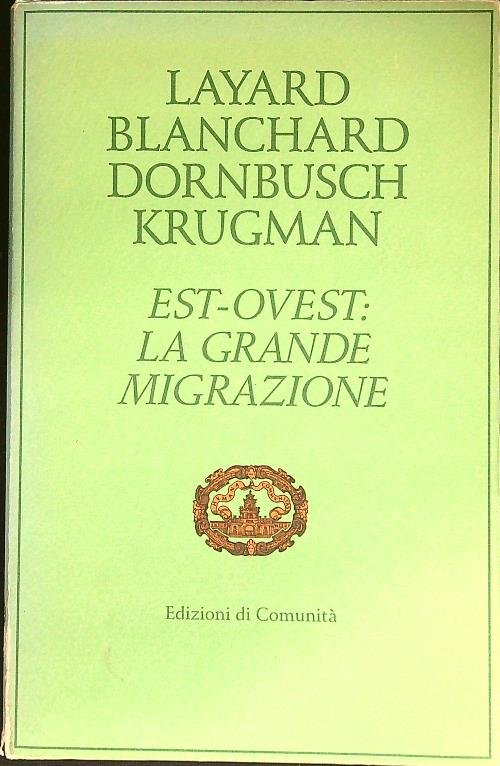 LAYARD
BLANCHARD
DORNBUSCH
KRUGMAN
EST-OVEST:
LA GRANDE
MIGRAZIONE
Edizioni di Comunità